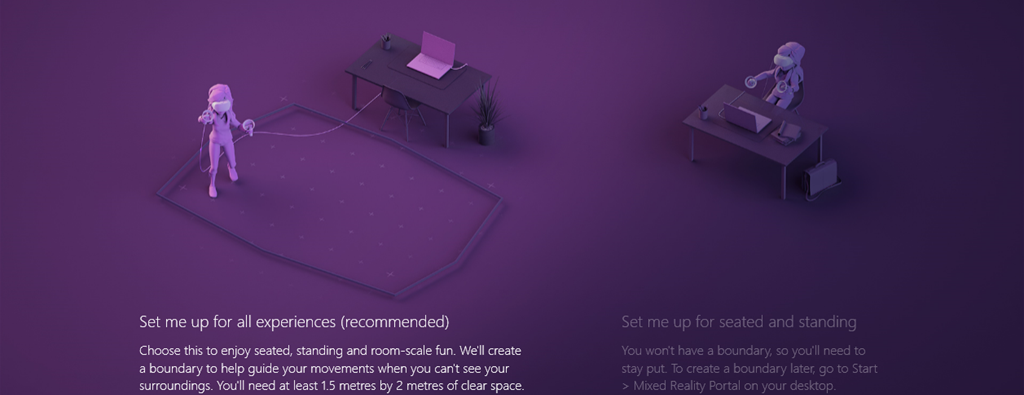 Set me up for all experiences (recommended)
Choose this to enjoy seated, standing and room-scale fun. We'll create
a boundary to help guide your movements when you can't see your
surroundings. You'll need at least 1.5 metres by 2 metres of clear space.
Set me up for seated and standing
You won't have a boundary, so you'll need to
stay put. To create a boundary later, go to Start
> Mixed Reality Portal on your desktop.